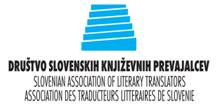 DRUŠTVO SLOVENSKIH KNJIŽEVNIH PREVAJALCEV
SLOVENIAN ASSOCIATION OF LITERARY TRANSLATORS
ASSOCIATION DES TRADUCTEURS LITTERAIRES DE SLOVENIE